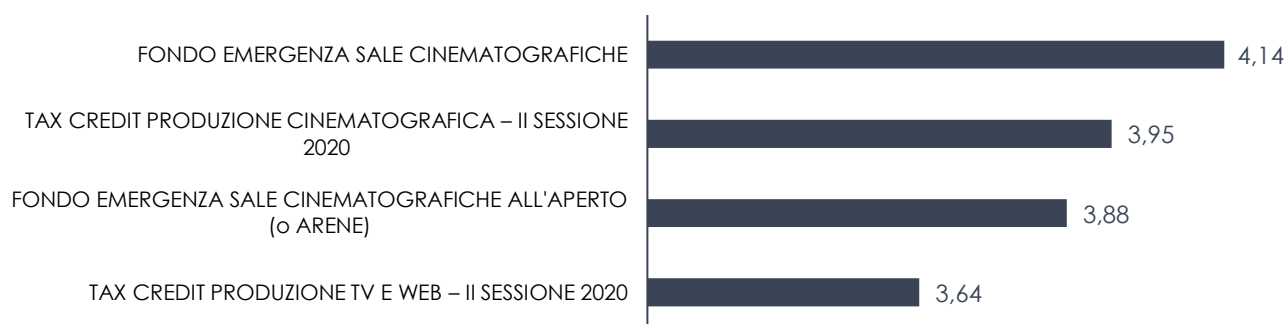 FONDO EMERGENZA SALE CINEMATOGRAFICHE
4,14
TAX CREDIT PRODUZIONE CINEMATOGRAFICA – II SESSIONE
2020
3,95
FONDO EMERGENZA SALE CINEMATOGRAFICHE ALL'APERTO
(o ARENE)
3,88
TAX CREDIT PRODUZIONE TV E WEB – II SESSIONE 2020
3,64